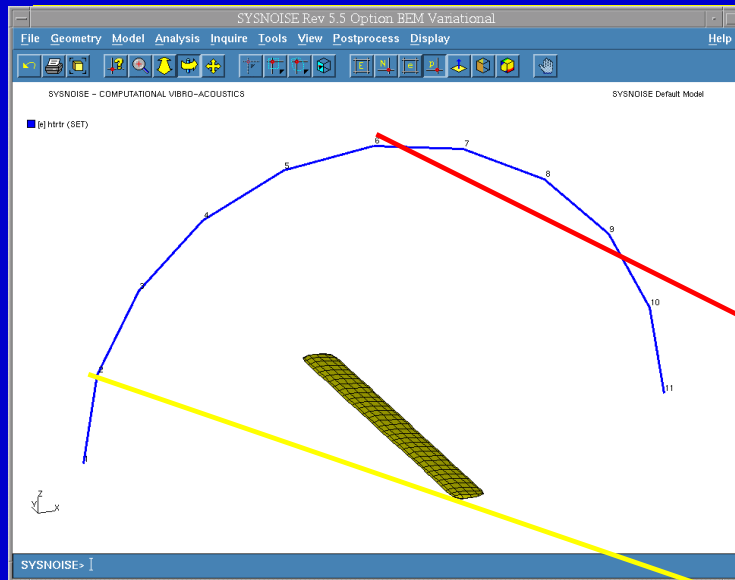 SYSNOISE Rev 5.5 Option BEM Variational
File Geometry Model Analysis Inquire Tools View Postprocess Display Help
SYSNOISE - COMPUTATIONAL VIBRO-ACOUSTICS SYSNOISE Default Model
[e] htrtr (SET)
6
7
5
8
4
9
3
10
2
11
1
Z
Y
X
SYSNOISE>